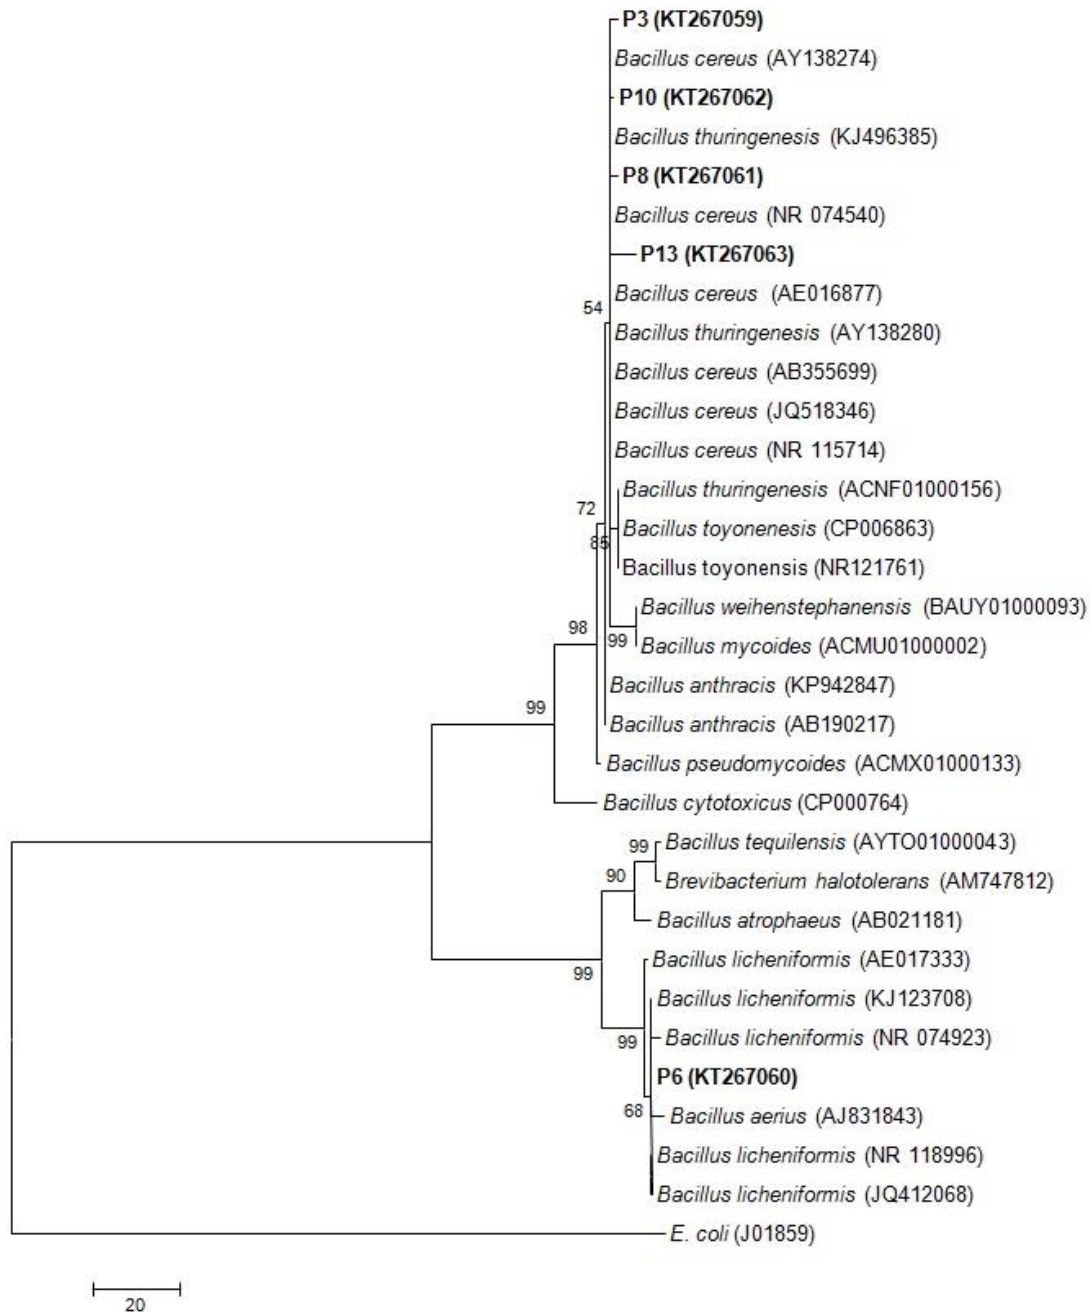 P3 (KT267059)
Bacillus cereus (AY138274)
P10 (KT267062)
Bacillus thuringenesis (KJ496385)
P8 (KT267061)
Bacillus cereus (NR 074540)
P13 (KT267063)
Bacillus cereus (AE016877)
54
Bacillus thuringenesis (AY138280)
Bacillus cereus (AB355699)
Bacillus cereus (JQ518346)
Bacillus cereus (NR 115714)
Bacillus thuringenesis (ACNF01000156)
72
Bacillus toyonenesis (CP006863)
85
Bacillus toyonensis (NR121761)
Bacillus weihenstephanensis (BAUY01000093)
98
99
Bacillus mycoides (ACMU01000002)
Bacillus anthracis (KP942847)
99
Bacillus anthracis (AB190217)
Bacillus pseudomycoides (ACMX01000133)
Bacillus cytotoxicus (CP000764)
99
Bacillus tequilensis (AYTO01000043)
90
Brevibacterium halotolerans (AM747812)
Bacillus atrophaeus (AB021181)
99
Bacillus licheniformis (AE017333)
Bacillus licheniformis (KJ123708)
99
Bacillus licheniformis (NR 074923)
P6 (KT267060)
68
Bacillus aerius (AJ831843)
Bacillus licheniformis (NR 118996)
Bacillus licheniformis (JQ412068)
E. coli (J01859)
20